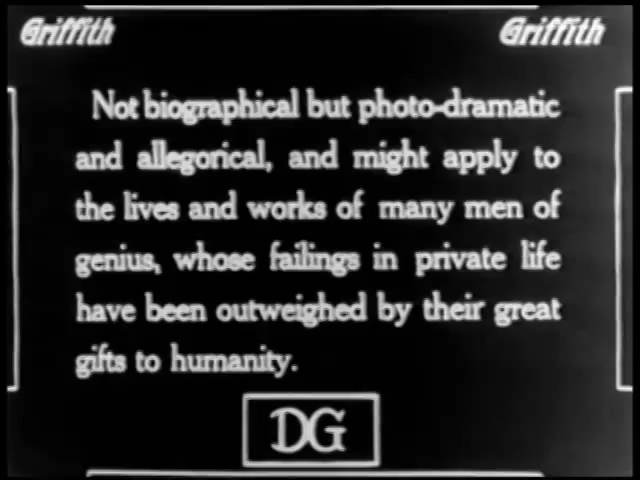 Griffith Griffith
Not biographical but photo-dramatic
and allegorical, and might apply to
the lives and works of many men of
genius, whose failings in private life
have been outweighed by their great
gifts to humanity.
DG